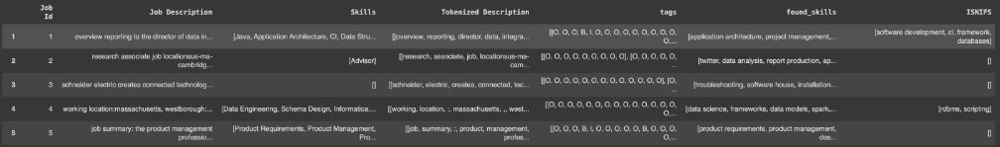 Job Id Job Description Skills Tokenized Description tags found_skills ISNIFS
1 1 overview reporting to the director of data in... [Java, Application Architecture, CI, Data Stru... [[overview, reporting, director, data, integra... [[O, O, O, B, I, O, O, O, O, O, O, O, O, O,... [application architecture, project management,... [software development, ci, framework, databases]
2 2 research associate job locationsus-ma-cambridg... [Advisor] [[research, associate, job, locationsus-ma-cam... [[O, O, O, O, O, O, O, O, O], [O, O, O, O, O,... [twitter, data analysis, report production, ap... []
3 3 schneider electric creates connected technolog... [] [[schneider, electric, creates, connected, tec... [[O, O, O, O, O, O, O, O, O, O, O, O, O], [O,... [troubleshooting, software house, installation... []
4 4 working location:massachusetts, westborough;... [Data Engineering, Schema Design, Informatica,... [[working, location, :, massachusetts, ,, west... [[O, O, O, O, O, O, O, O, O, O, O, O, O, O, O,... [data science, frameworks, data models, spark,... [rdbms, scripting]
5 5 job summary: the product management professio... [Product Requirements, Product Management, Pro... [[job, summary, :, product, management, profes... [[O, O, O, B, I, O, O, O, O, O, B, O, O, O, O,... [product requirements, product management, des... []